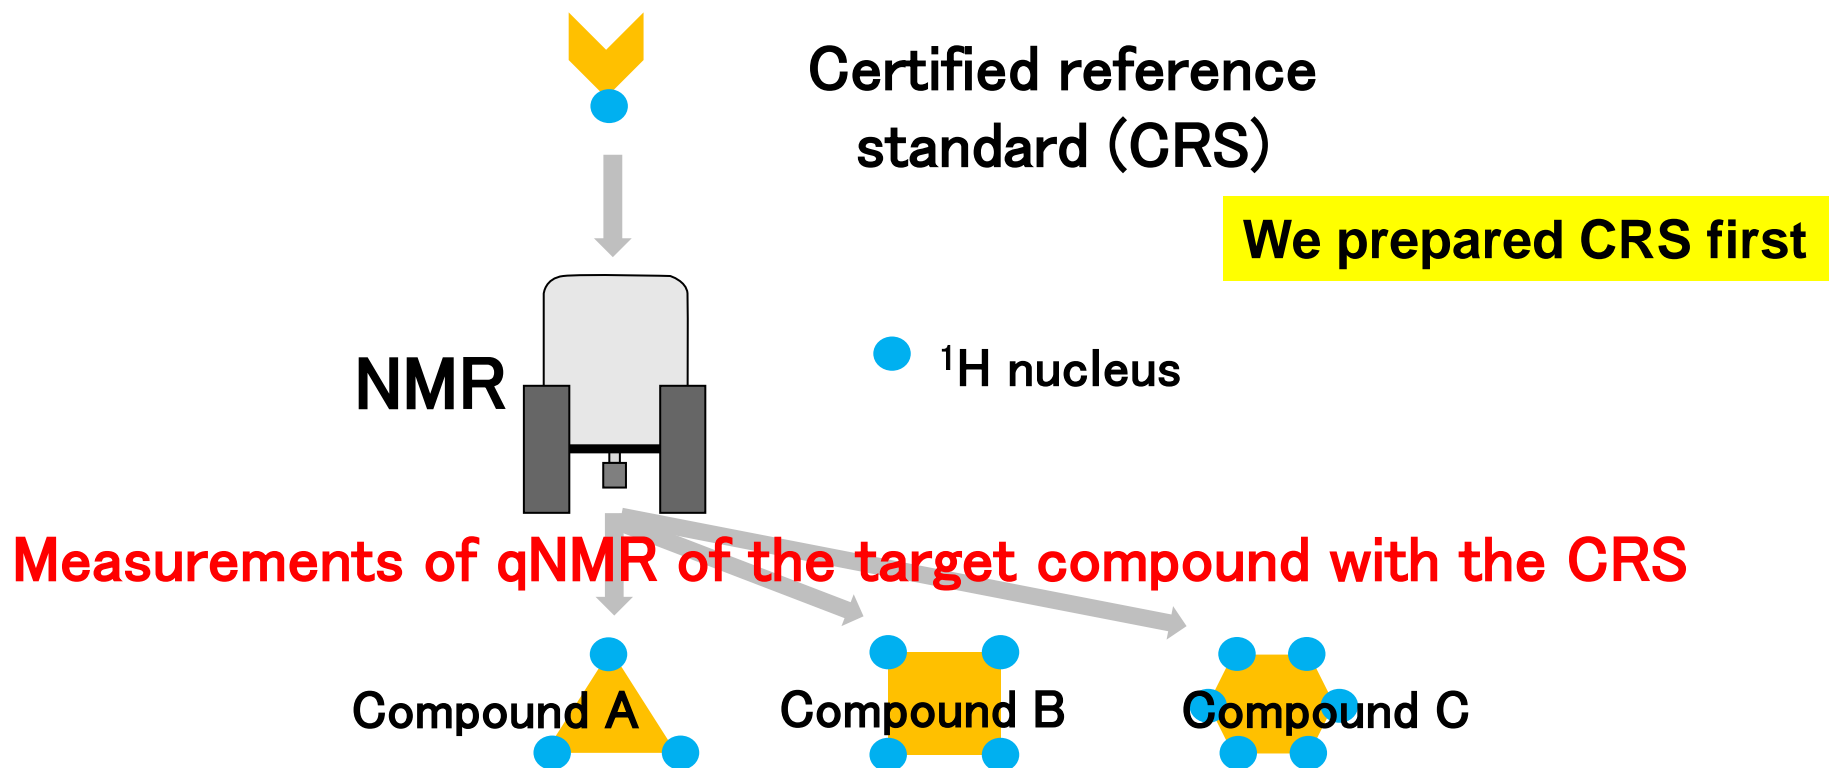 Certified reference
standard (CRS)
We prepared CRS first
NMR
¹H nucleus
Measurements of qNMR of the target compound with the CRS
Compound A
Compound B
Compound C